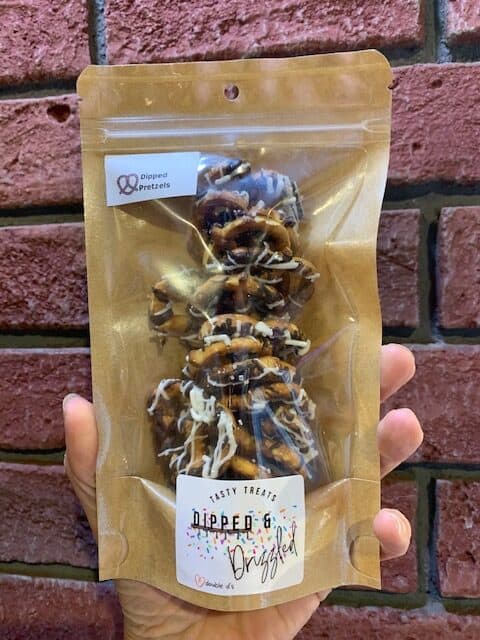 Dipped
Pretzels
TASTY TREATS
DIPPED &
Drizzled
double d's